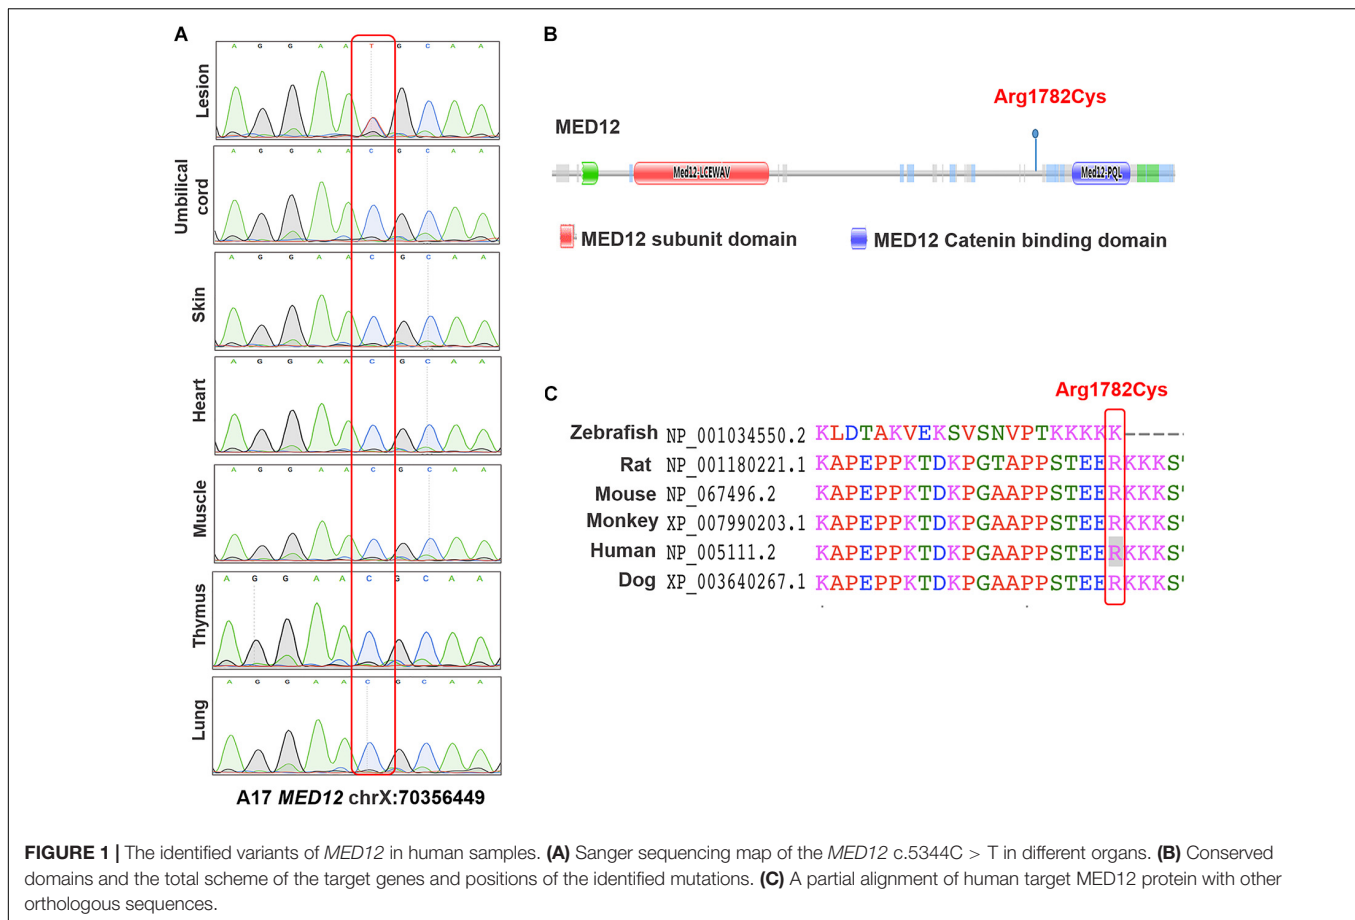 A
Lesion
A G G A A T G C A A
Umbilical
cord
A G G A A C G C A A
Skin
A G G A A C G C A A
Heart
A G G A A C G C A A
Muscle
A G G A A C G C A A
Thymus
A G G A A C G C A A
Lung
A G G A A C G C A A
A17 MED12 chrX:70356449
B
Arg1782Cys
MED12
Med12-LCEWAV
Med12-PQL
MED12 subunit domain
MED12 Catenin binding domain
C
Arg1782Cys
Zebrafish NP_001034550.2 KLDTAKVEKSVSNVPTKKKKK----
Rat NP_001180221.1 KAPEPPKTDKPGTAPPSTEERKKKS'
Mouse NP_067496.2 KAPEPPKTDKPGAAPPSTEERKKKS'
Monkey XP_007990203.1 KAPEPPKTDKPGAAPPSTEERKKKS'
Human NP_005111.2 KAPEPPKTDKPGAAPPSTEERKKKS'
Dog XP_003640267.1 KAPEPPKTDKPGAAPPSTEERKKKS'
FIGURE 1 | The identified variants of MED12 in human samples. (A) Sanger sequencing map of the MED12 c.5344C > T in different organs. (B) Conserved
domains and the total scheme of the target genes and positions of the identified mutations. (C) A partial alignment of human target MED12 protein with other
orthologous sequences.